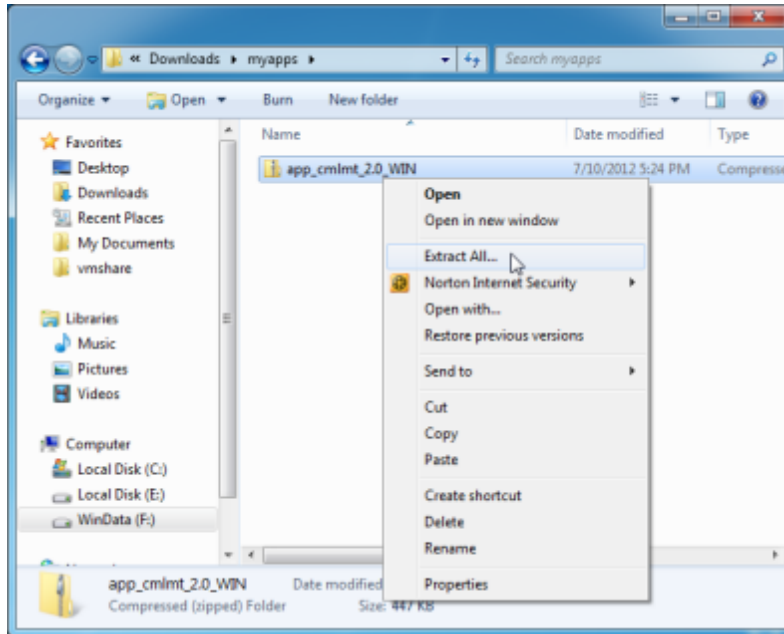 « Downloads ▸ myapps ▸
Search myapps
Organize ▾ Open ▾ Burn New folder
Name Date modified Type
Favorites
Desktop
Downloads
Recent Places
My Documents
vmshare
Libraries
Music
Pictures
Videos
Computer
Local Disk (C:)
Local Disk (E:)
WinData (F:)
app_cmlmt_2.0_WIN 7/10/2012 5:24 PM Compresse
Open
Open in new window
Extract All...
Norton Internet Security
Open with...
Restore previous versions
Send to
Cut
Copy
Paste
Create shortcut
Delete
Rename
Properties
app_cmlmt_2.0_WIN Date modified
Compressed (zipped) Folder Size: 447 KB